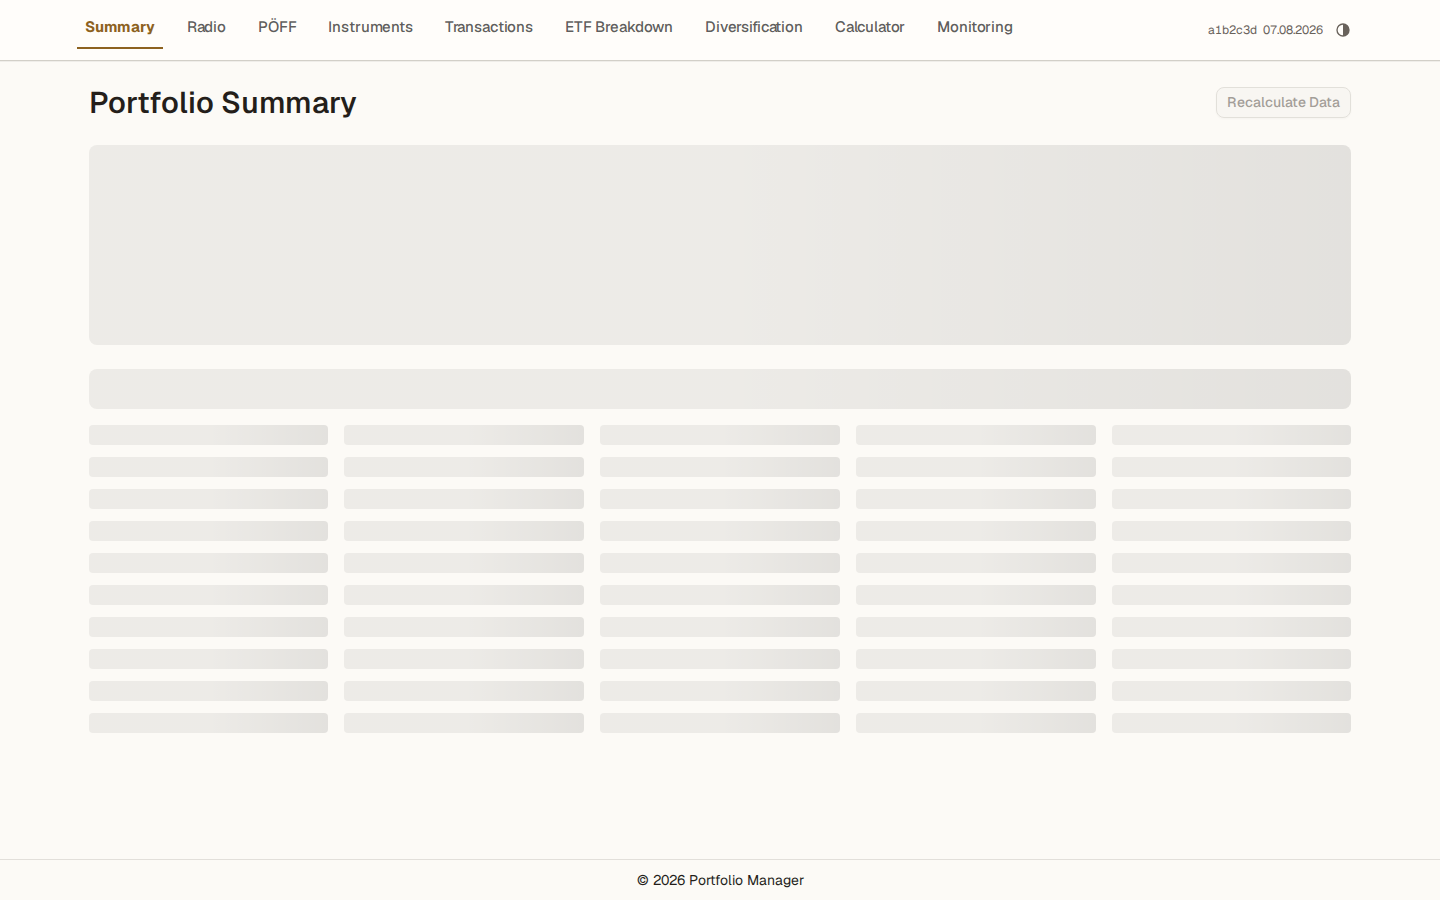 Summary Radio PÖFF Instruments Transactions ETF Breakdown Diversification Calculator Monitoring a1b2c3d 07.08.2026
Portfolio Summary Recalculate Data
© 2026 Portfolio Manager